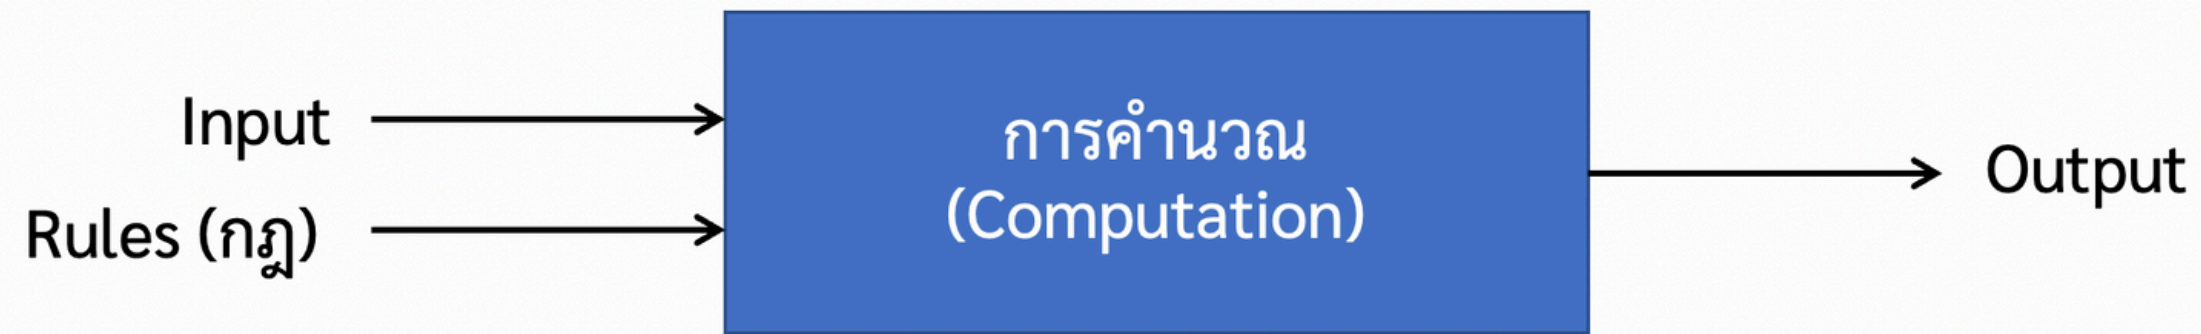 Input
Rules (กฎ)
การคำนวณ
(Computation)
Output